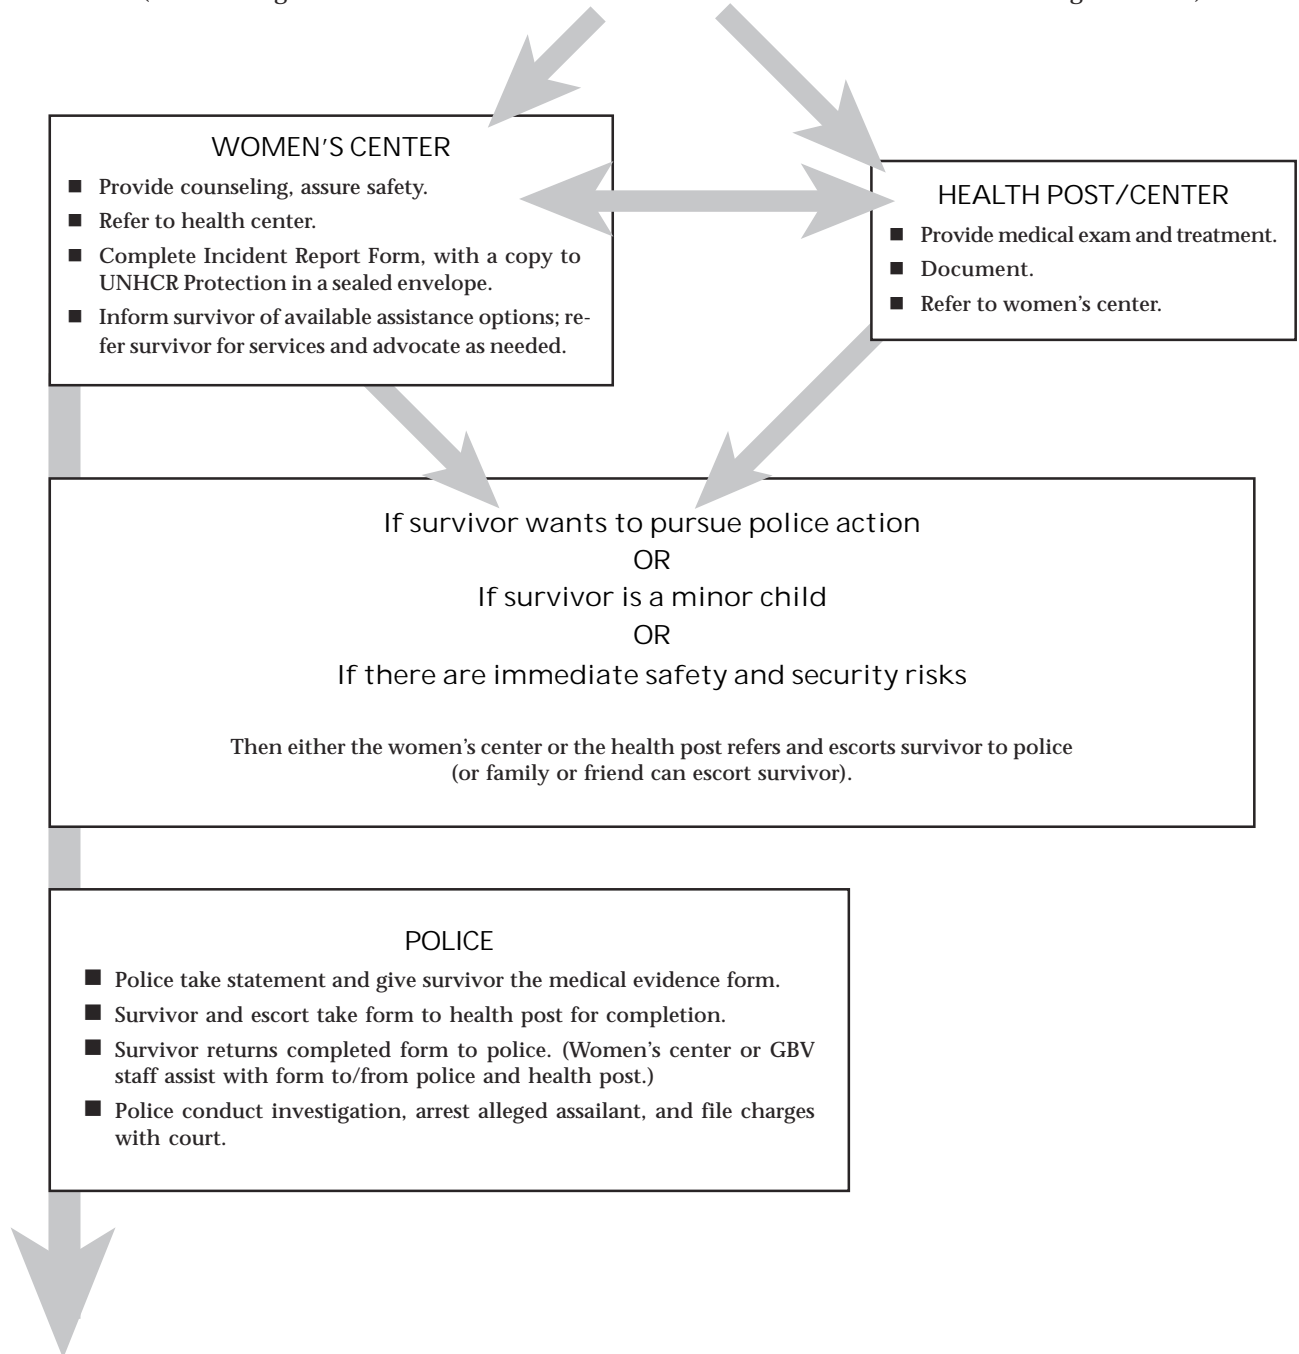 WOMEN'S CENTER
■ Provide counseling, assure safety.
■ Refer to health center.
■ Complete Incident Report Form, with a copy to
UNHCR Protection in a sealed envelope.
■ Inform survivor of available assistance options; re-
fer survivor for services and advocate as needed.
HEALTH POST/CENTER
■ Provide medical exam and treatment.
■ Document.
■ Refer to women's center.
If survivor wants to pursue police action
OR
If survivor is a minor child
OR
If there are immediate safety and security risks
Then either the women's center or the health post refers and escorts survivor to police
(or family or friend can escort survivor).
POLICE
■ Police take statement and give survivor the medical evidence form.
■ Survivor and escort take form to health post for completion.
■ Survivor returns completed form to police. (Women's center or GBV
staff assist with form to/from police and health post.)
■ Police conduct investigation, arrest alleged assailant, and file charges
with court.